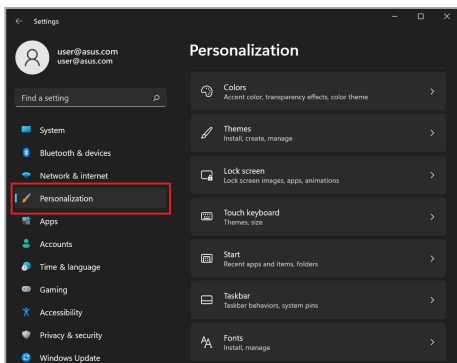 Settings
user@asus.com
user@asus.com
Find a setting
System
Bluetooth & devices
Network & internet
Personalization
Apps
Accounts
Time & language
Gaming
Accessibility
Privacy & security
Windows Update
Personalization
Colors
Accent color, transparency effects, color theme
Themes
Install, create, manage
Lock screen
Lock screen images, apps, animations
Touch keyboard
Themes, size
Start
Recent apps and items, folders
Taskbar
Taskbar behaviors, system pins
Fonts
Install, manage